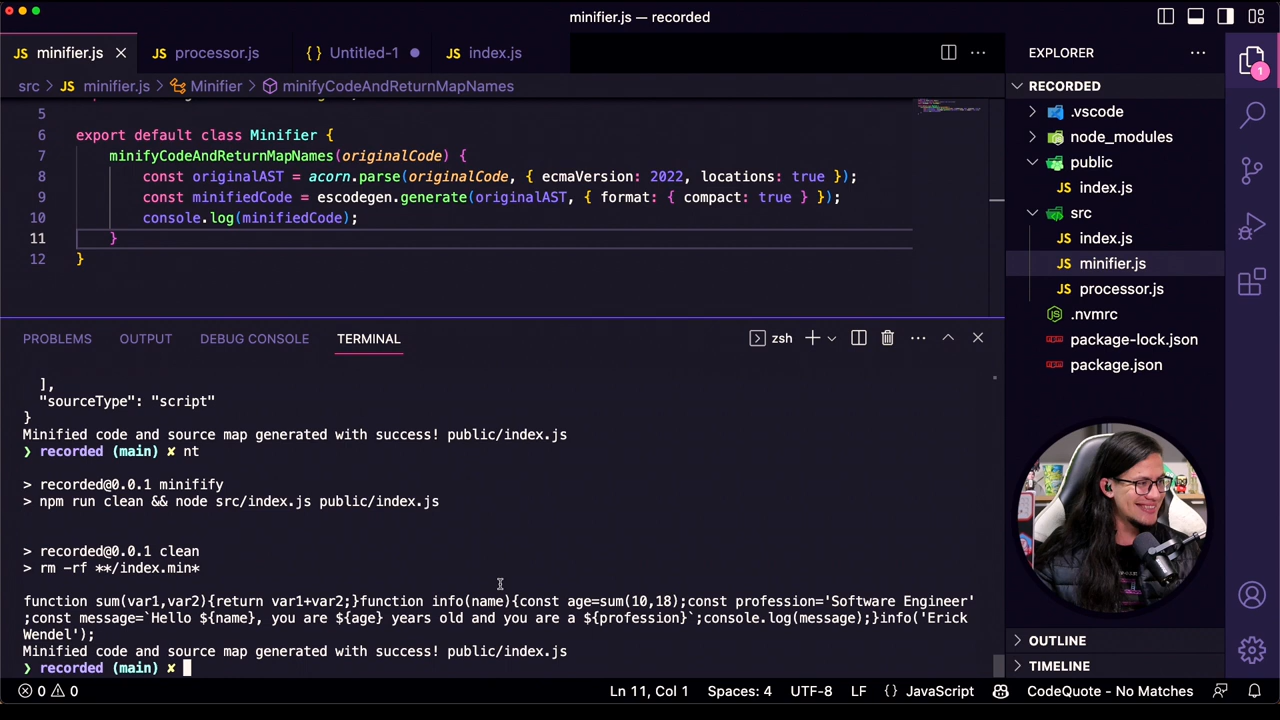 minifier.js — recorded
JS minifier.js
JS processor.js
{ } Untitled-1
JS index.js
src > JS minifier.js > Minifier > minifyCodeAndReturnMapNames
5
6 export default class Minifier {
7 minifyCodeAndReturnMapNames(originalCode) {
8 const originalAST = acorn.parse(originalCode, { ecmaVersion: 2022, locations: true });
9 const minifiedCode = escodegen.generate(originalAST, { format: { compact: true } });
10 console.log(minifiedCode);
11 }
12 }
PROBLEMS OUTPUT DEBUG CONSOLE TERMINAL
zsh
],
"sourceType": "script"
}
Minified code and source map generated with success! public/index.js
❯ recorded (main) ✘ nt
> recorded@0.0.1 minifify
> npm run clean && node src/index.js public/index.js
> recorded@0.0.1 clean
> rm -rf **/index.min*
function sum(var1,var2){return var1+var2;}function info(name){const age=sum(10,18);const profession='Software Engineer'
;const message=`Hello ${name}, you are ${age} years old and you are a ${profession}`;console.log(message);}info('Erick
Wendel');
Minified code and source map generated with success! public/index.js
❯ recorded (main) ✘
EXPLORER
RECORDED
.vscode
node_modules
public
JS index.js
src
JS index.js
JS minifier.js
JS processor.js
.nvmrc
package-lock.json
package.json
OUTLINE
TIMELINE
1
0 0
Ln 11, Col 1 Spaces: 4 UTF-8 LF { } JavaScript CodeQuote - No Matches